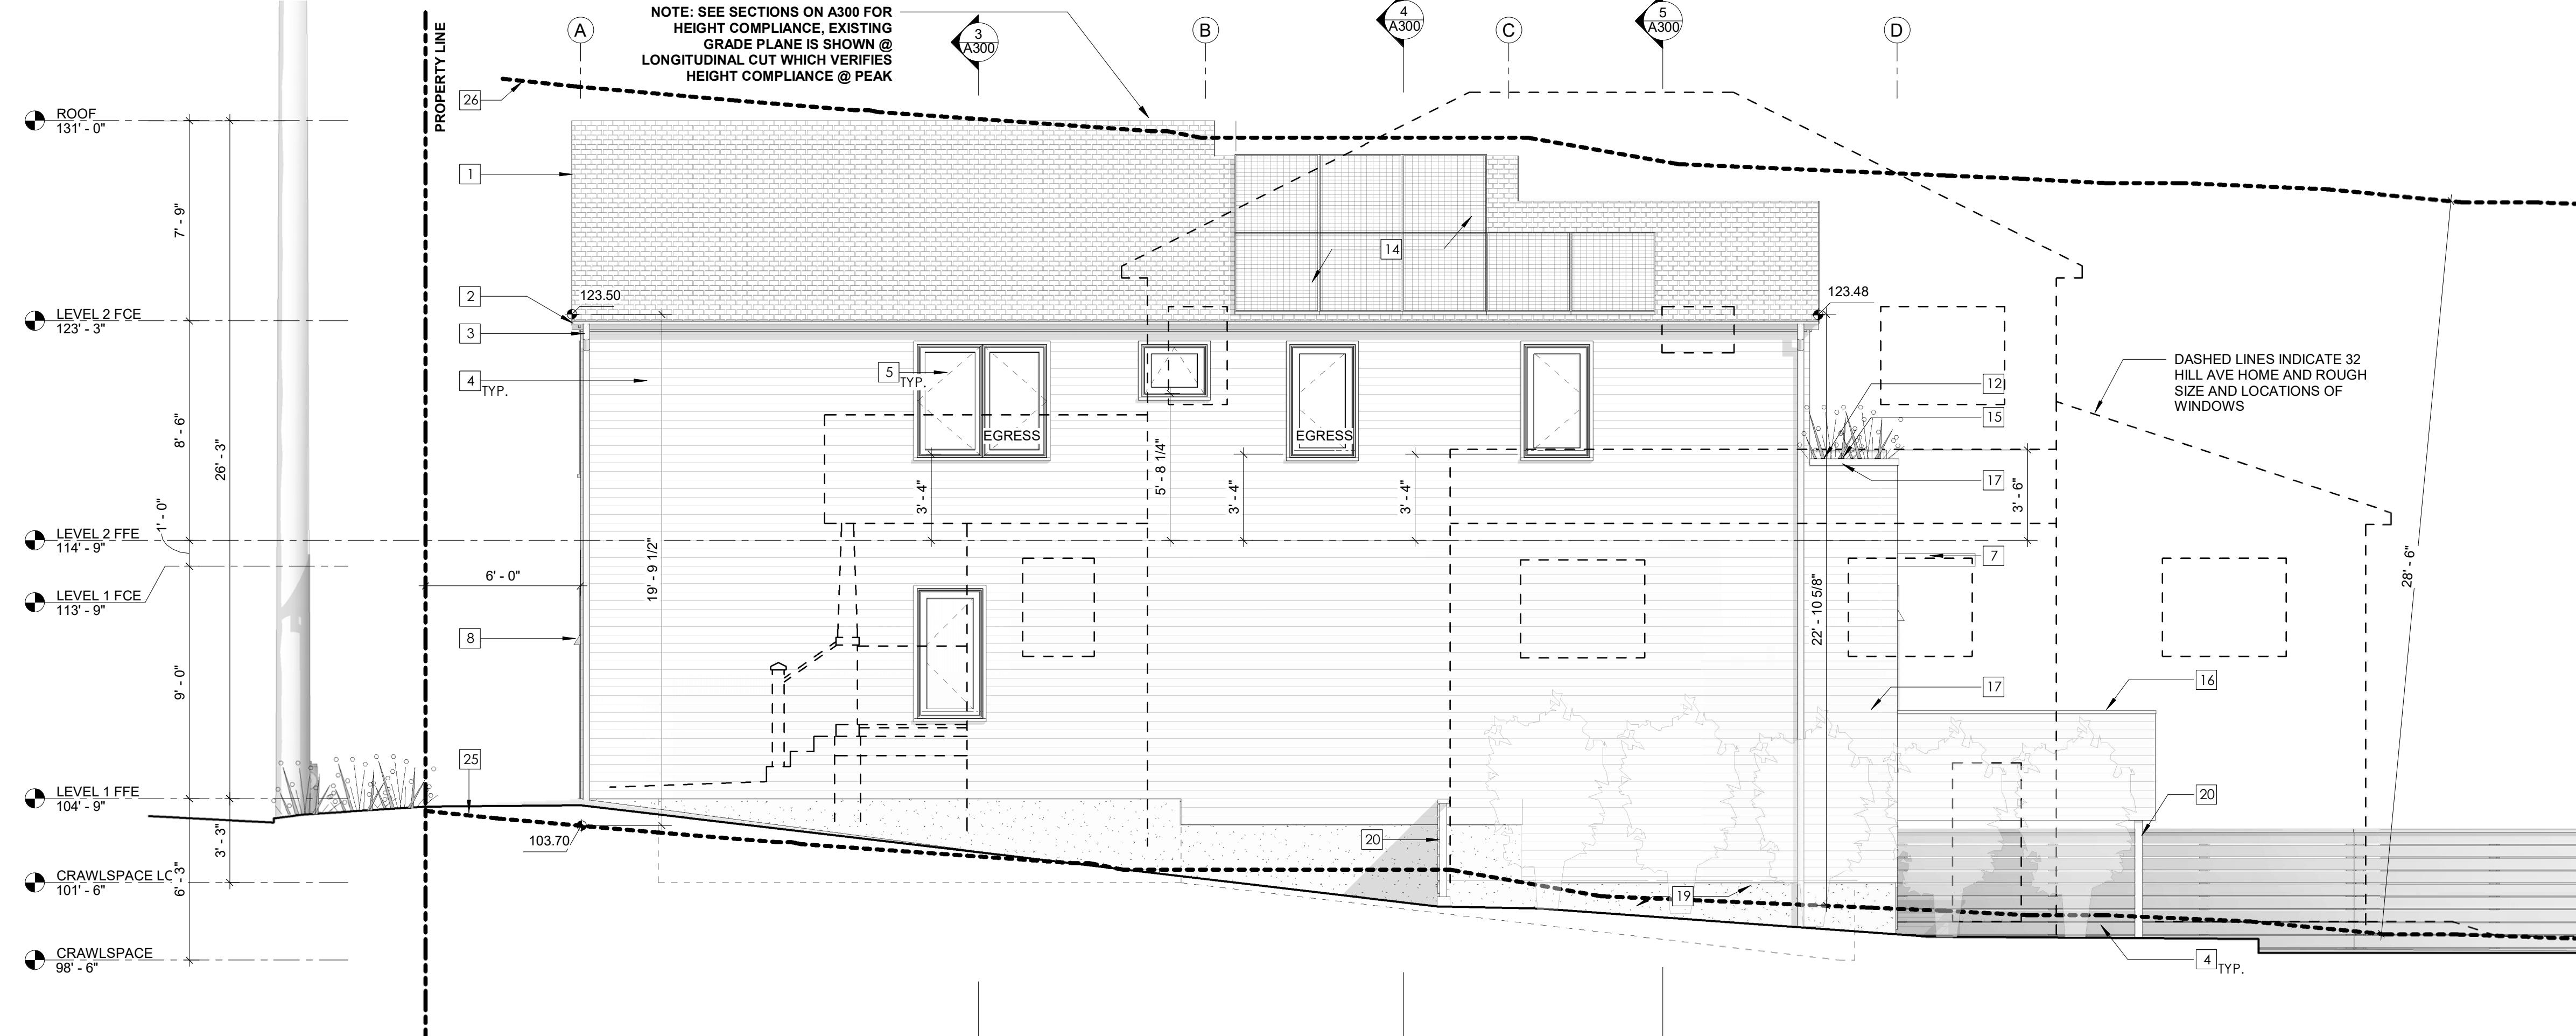 NOTE: SEE SECTIONS ON A300 FOR
HEIGHT COMPLIANCE, EXISTING
GRADE PLANE IS SHOWN @
LONGITUDINAL CUT WHICH VERIFIES
HEIGHT COMPLIANCE @ PEAK
PROPERTY LINE
A
3
A300
B
4
A300
C
5
A300
D
26
ROOF
131' - 0"
1
7' - 9"
14
2
123.50
123.48
LEVEL 2 FCE
123' - 3"
3
4
TYP.
5
TYP.
EGRESS
EGRESS
DASHED LINES INDICATE 32
HILL AVE HOME AND ROUGH
SIZE AND LOCATIONS OF
WINDOWS
12
15
17
8' - 6"
26' - 3"
3' - 4"
5' - 8 1/4"
3' - 4"
3' - 4"
3' - 6"
1' - 0"
LEVEL 2 FFE
114' - 9"
7
6' - 0"
19' - 9 1/2"
22' - 10 5/8"
28' - 6"
LEVEL 1 FCE
113' - 9"
8
9' - 0"
17
16
25
LEVEL 1 FFE
104' - 9"
20
103.70
20
3' - 3"
6' - 3"
CRAWLSPACE LC
101' - 6"
19
CRAWLSPACE
98' - 6"
4
TYP.